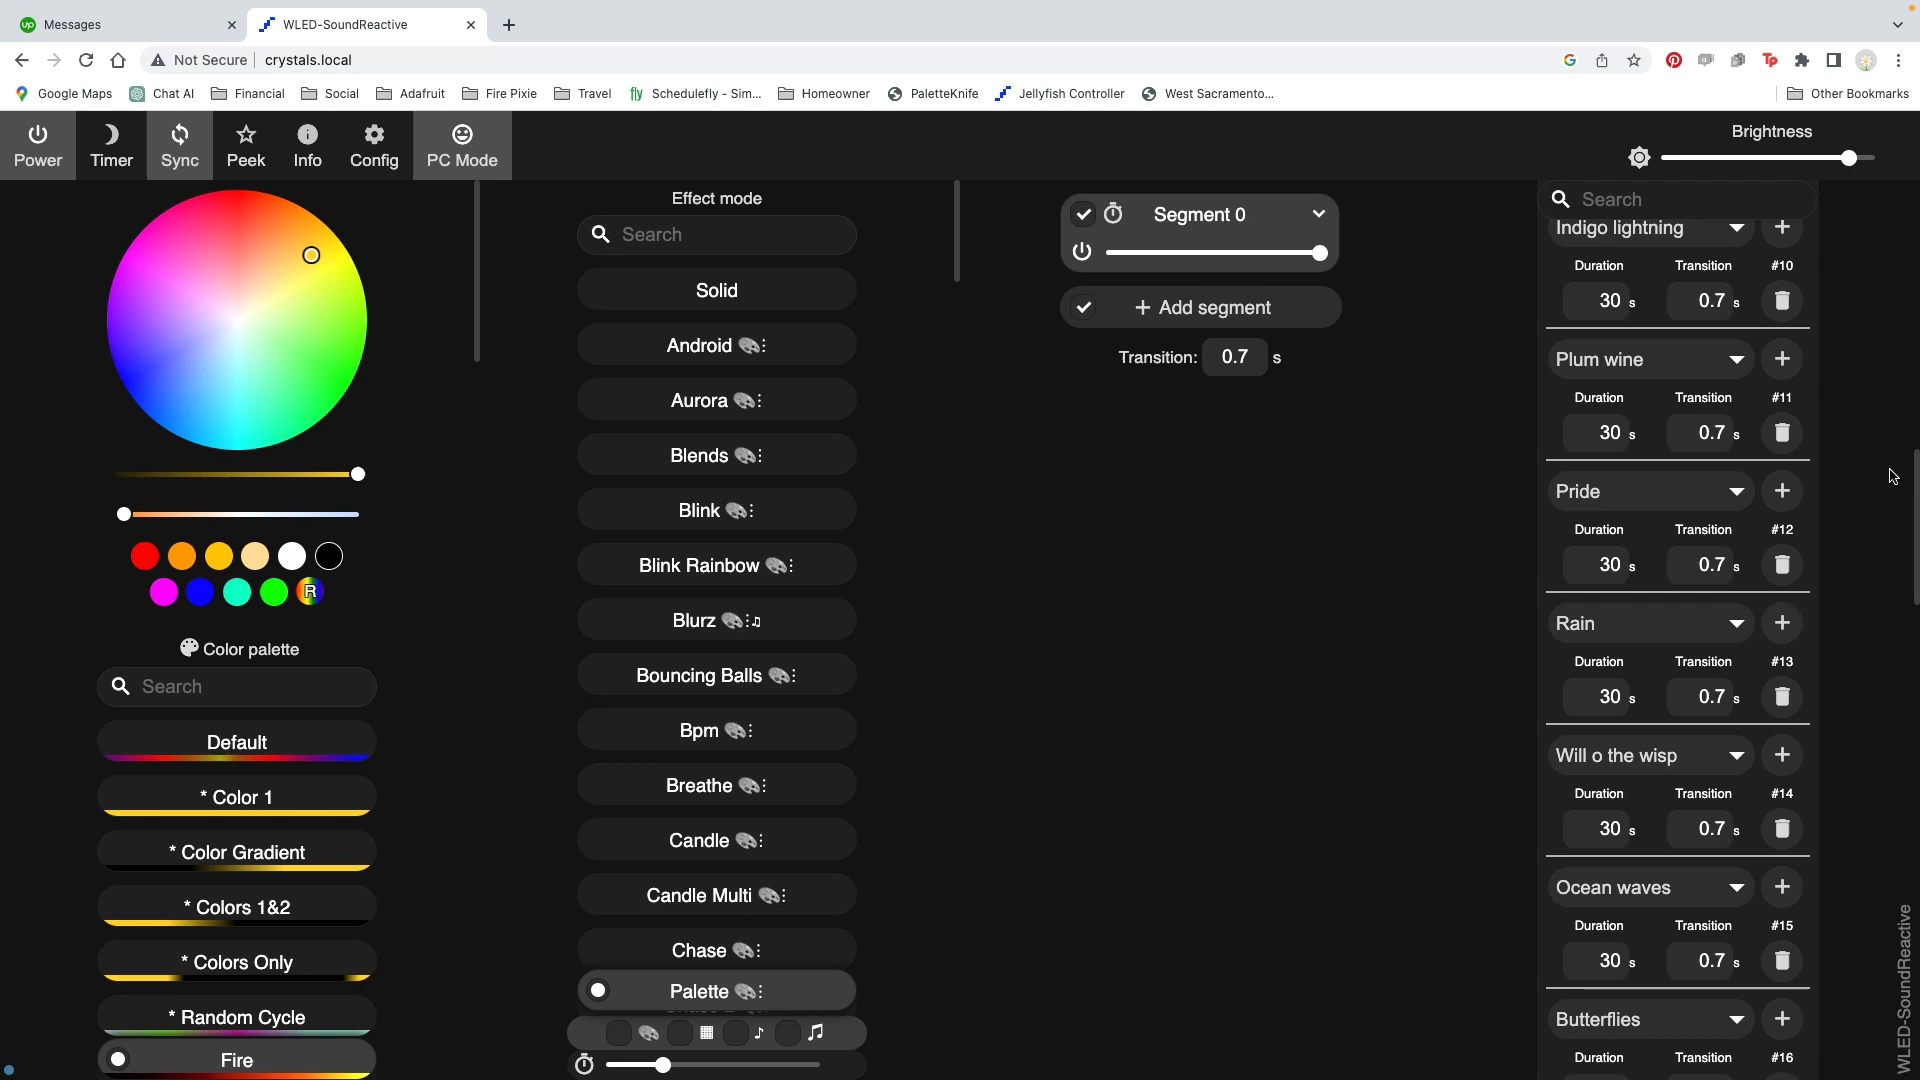 Messages
WLED-SoundReactive
Not Secure
crystals.local
Google Maps
Chat AI
Financial
Social
Adafruit
Fire Pixie
Travel
Schedulefly - Sim...
Homeowner
PaletteKnife
Jellyfish Controller
West Sacramento...
Other Bookmarks
Power
Timer
Sync
Peek
Info
Config
PC Mode
Brightness
Color palette
Search
Default
* Color 1
* Color Gradient
* Colors 1&2
* Colors Only
* Random Cycle
Fire
R
Effect mode
Search
Solid
Android
Aurora
Blends
Blink
Blink Rainbow
Blurz
Bouncing Balls
Bpm
Breathe
Candle
Candle Multi
Chase
Palette
Segment 0
+ Add segment
Transition: 0.7 s
Search
Indigo lightning
Duration Transition #10
30 s 0.7 s
Plum wine
Duration Transition #11
30 s 0.7 s
Pride
Duration Transition #12
30 s 0.7 s
Rain
Duration Transition #13
30 s 0.7 s
Will o the wisp
Duration Transition #14
30 s 0.7 s
Ocean waves
Duration Transition #15
30 s 0.7 s
Butterflies
Duration Transition #16
WLED-SoundReactive